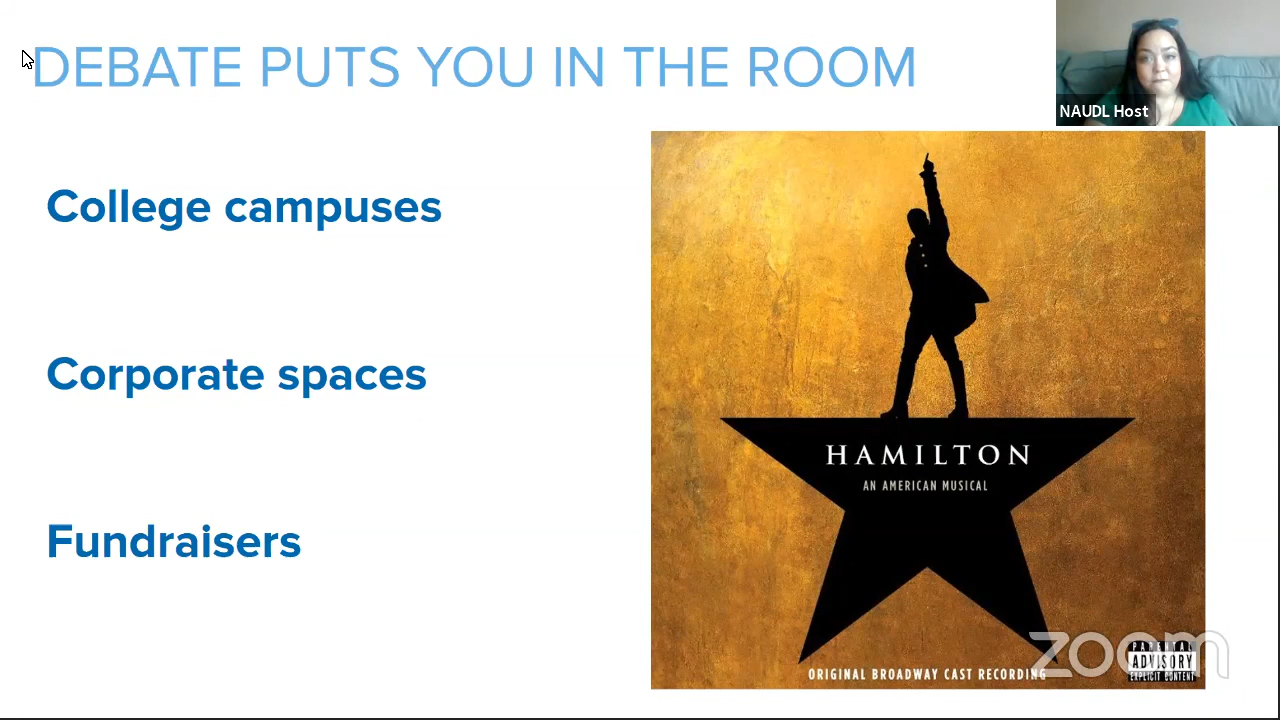 DEBATE PUTS YOU IN THE ROOM
NAUDL Host
College campuses
Corporate spaces
Fundraisers
HAMILTON
AN AMERICAN MUSICAL
ORIGINAL BROADWAY CAST RECORDING
zoom
PARENTAL
ADVISORY
EXPLICIT CONTENT